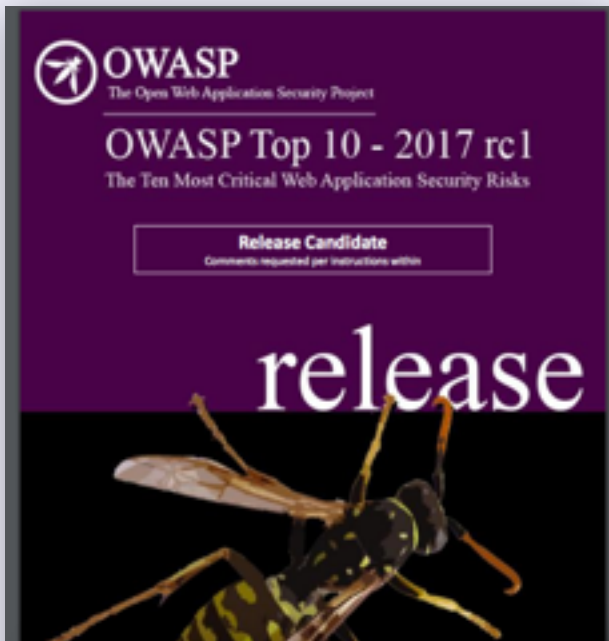 OWASP
The Open Web Application Security Project
OWASP Top 10 - 2017 rc1
The Ten Most Critical Web Application Security Risks
Release Candidate
Comments requested per instructions within
release